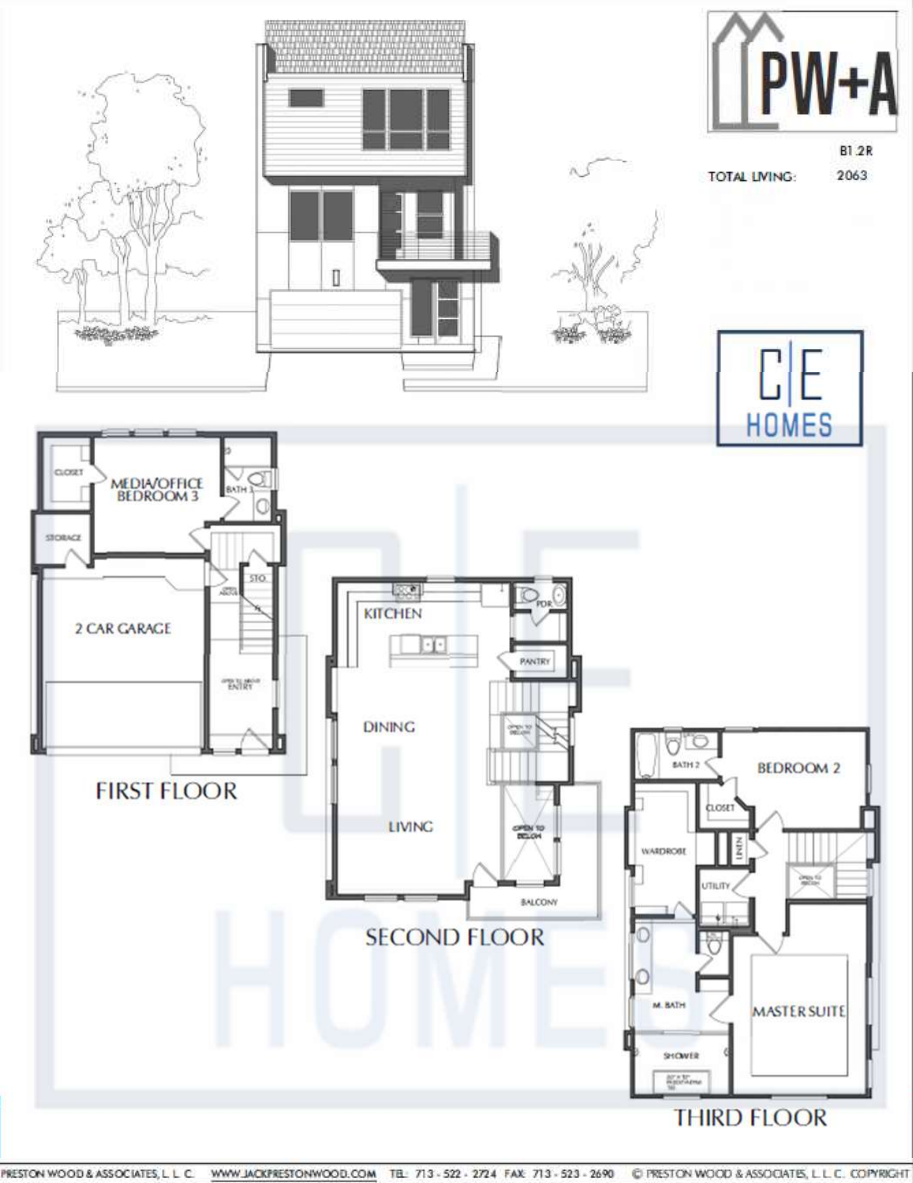 PW+A
B1.2R
TOTAL LIVING: 2063
C|E
HOMES
CLOSET
MEDIA/OFFICE
BEDROOM 3
BATH 3
STORAGE
STO.
OPEN
ABOVE
2 CAR GARAGE
OPEN TO ABOVE
ENTRY
FIRST FLOOR
KITCHEN
PDR
PANTRY
DINING
OPEN TO
BELOW
LIVING
OPEN TO
BELOW
BALCONY
SECOND FLOOR
BATH 2
BEDROOM 2
CLOSET
WARDROBE
LINEN
UTILITY
OPEN TO
BELOW
M. BATH
MASTER SUITE
SHOWER
THIRD FLOOR
C|E
HOMES
PRESTON WOOD & ASSOCIATES, L. L. C. WWW.JACKPRESTONWOOD.COM TEL: 713 - 522 - 2724 FAX: 713 - 523 - 2690 © PRESTON WOOD & ASSOCIATES, L. L. C. COPYRIGHT